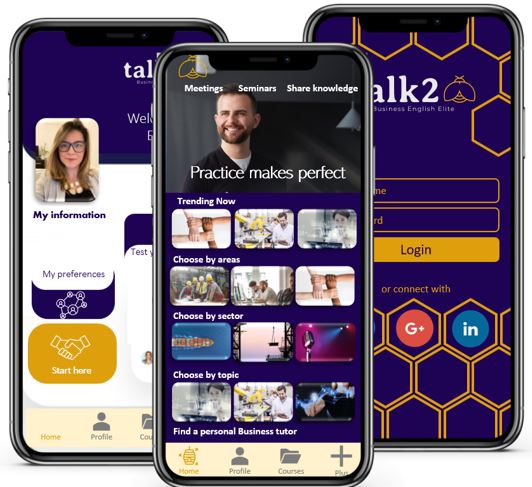 tal
Busin
Welc
My information
My preferences
Test y
Start here
Home
Profile
Cou
Meetings
Seminars
Share knowledge
Practice makes perfect
Trending Now
Choose by areas
Choose by sector
Choose by topic
Find a personal Business tutor
Home
Profile
Courses
Plus
alk2
Business English Elite
me
rd
Login
or connect with
G+
in